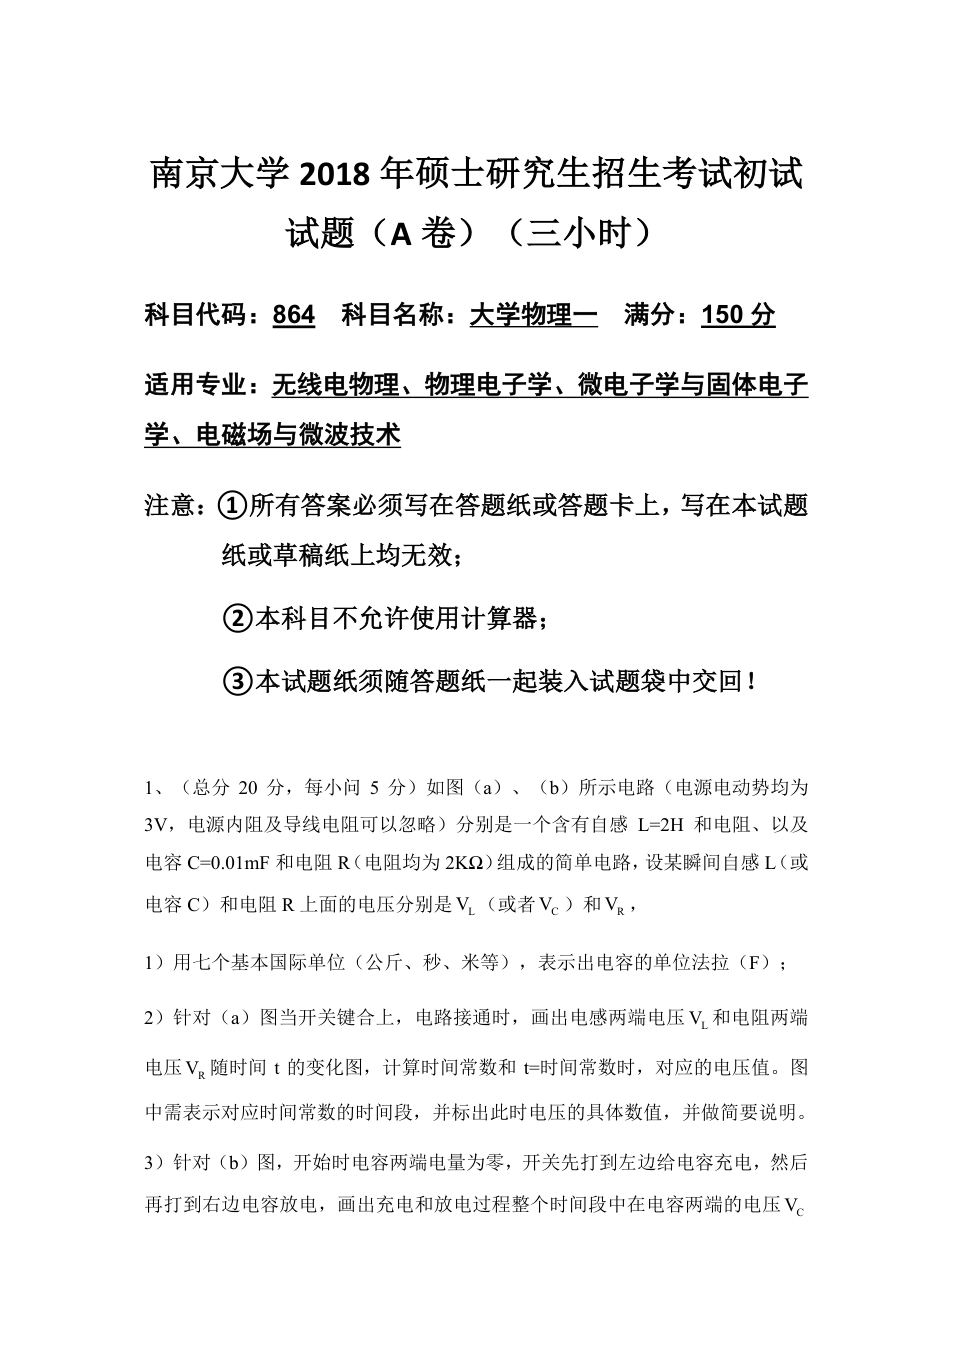 南京大学 2018 年硕士研究生招生考试初试
试题（A 卷）（三小时）
科目代码：864 科目名称：大学物理一 满分：150 分
适用专业：无线电物理、物理电子学、微电子学与固体电子
学、电磁场与微波技术
注意：①所有答案必须写在答题纸或答题卡上，写在本试题
纸或草稿纸上均无效；
②本科目不允许使用计算器；
③本试题纸须随答题纸一起装入试题袋中交回！
1、（总分 20 分，每小问 5 分）如图（a）、（b）所示电路（电源电动势均为
3V，电源内阻及导线电阻可以忽略）分别是一个含有自感 L=2H 和电阻、以及
电容 C=0.01mF 和电阻 R（电阻均为 2KΩ）组成的简单电路，设某瞬间自感 L（或
电容 C）和电阻 R 上面的电压分别是 V_L（或者 V_C）和 V_R，
1）用七个基本国际单位（公斤、秒、米等），表示出电容的单位法拉（F）；
2）针对（a）图当开关键合上，电路接通时，画出电感两端电压 V_L 和电阻两端
电压 V_R 随时间 t 的变化图，计算时间常数和 t=时间常数时，对应的电压值。图
中需表示对应时间常数的时间段，并标出此时电压的具体数值，并做简要说明。
3）针对（b）图，开始时电容两端电量为零，开关先打到左边给电容充电，然后
再打到右边电容放电，画出充电和放电过程整个时间段中在电容两端的电压 V_C